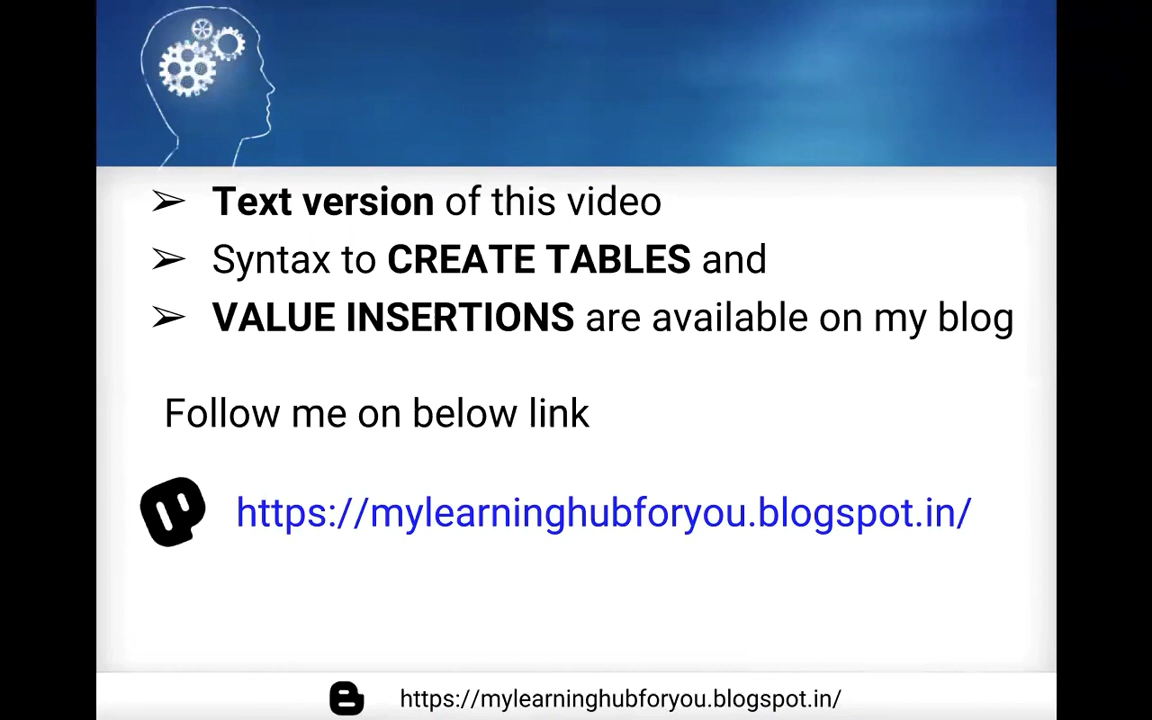 ➢ Text version of this video
➢ Syntax to CREATE TABLES and
➢ VALUE INSERTIONS are available on my blog
Follow me on below link
https://mylearninghubforyou.blogspot.in/
https://mylearninghubforyou.blogspot.in/